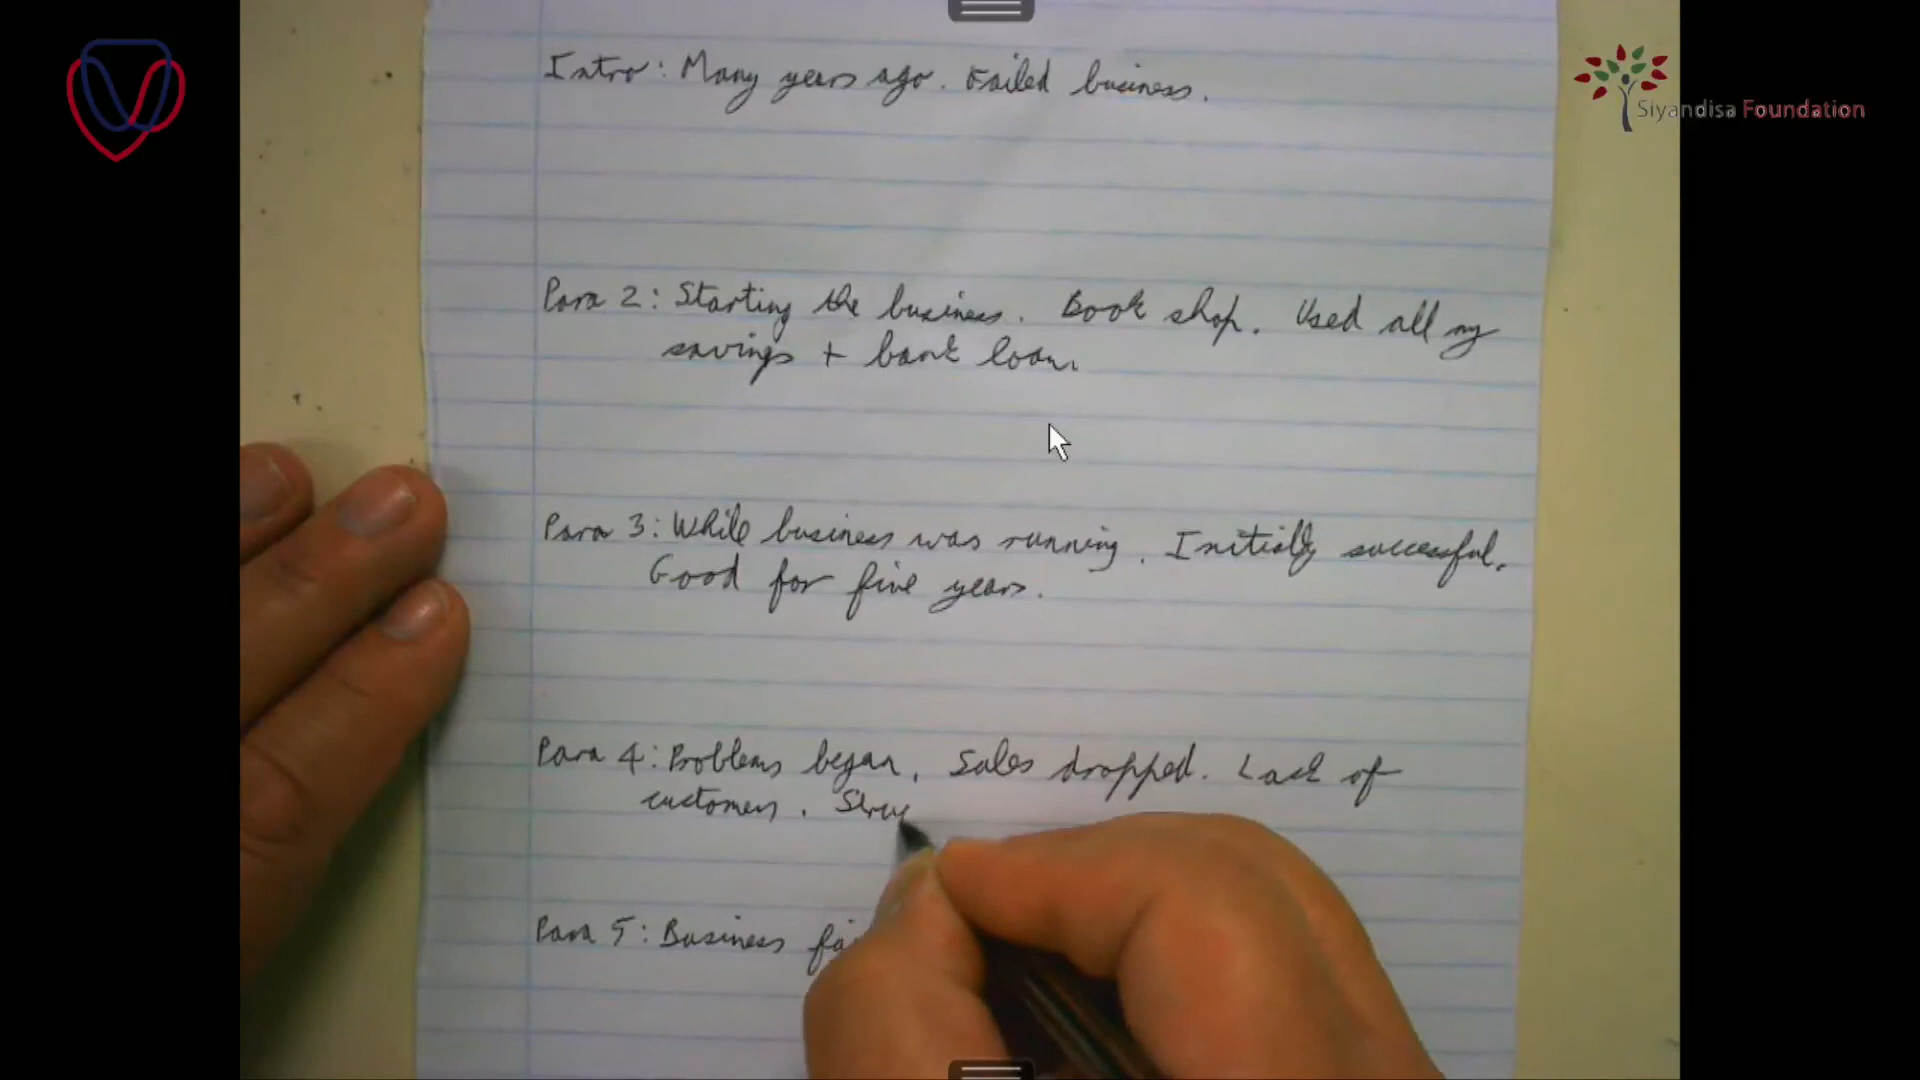 Intro: Many years ago. Failed business.
Siyandisa Foundation
Para 2: Starting the business. Book shop. Used all my
savings + bank loan.
Para 3: While business was running. Initially successful.
Good for five years.
Para 4: Problems began. Sales dropped. Lack of
customers.
Para 5: Business